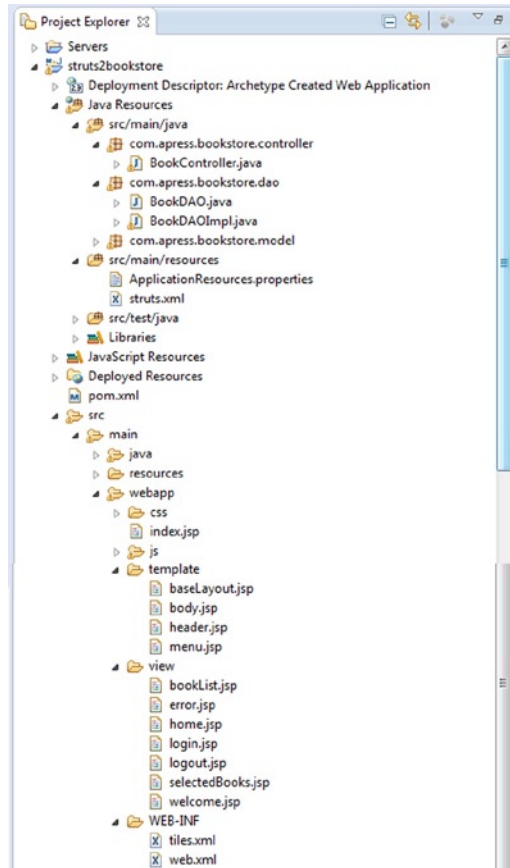 Project Explorer
Servers
struts2bookstore
Deployment Descriptor: Archetype Created Web Application
Java Resources
src/main/java
com.apress.bookstore.controller
BookController.java
com.apress.bookstore.dao
BookDAO.java
BookDAOImpl.java
com.apress.bookstore.model
src/main/resources
ApplicationResources.properties
struts.xml
src/test/java
Libraries
JavaScript Resources
Deployed Resources
pom.xml
src
main
java
resources
webapp
css
index.jsp
js
template
baseLayout.jsp
body.jsp
header.jsp
menu.jsp
view
bookList.jsp
error.jsp
home.jsp
login.jsp
logout.jsp
selectedBooks.jsp
welcome.jsp
WEB-INF
tiles.xml
web.xml